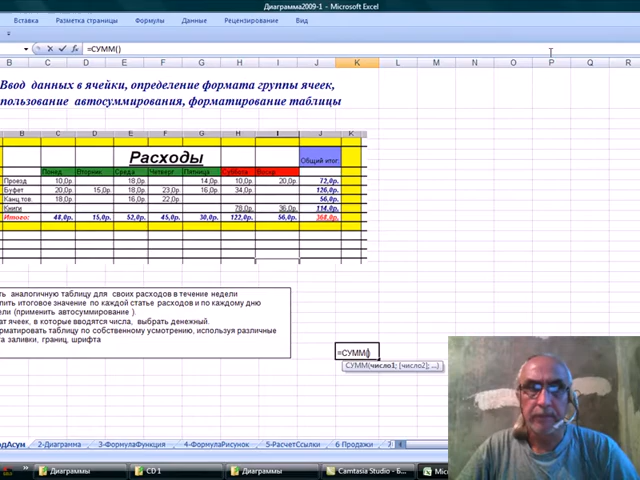 Диаграмма2009-1 - Microsoft Excel
Вставка Разметка страницы Формулы Данные Рецензирование Вид
=СУММ()
B C D E F G H I J K L M N O P Q R
Ввод данных в ячейки, определение формата группы ячеек,
пользование автосуммирования, форматирование таблицы
B C D E F G H I J K
Расходы Общий итог
Понед Вторник Среда Четверг Пятница Суббота Воскр
Проезд 10,0р. 18,0р. 14,0р. 10,0р. 20,0р. 72,0р.
Буфет 20,0р. 15,0р. 18,0р. 23,0р. 16,0р. 34,0р. 126,0р.
Канц тов. 18,0р. 16,0р. 22,0р. 56,0р.
Книги 78,0р. 36,0р. 114,0р.
Итого: 48,0р. 15,0р. 52,0р. 45,0р. 30,0р. 122,0р. 56,0р. 368,0р.
ть аналогичную таблицу для своих расходов в течение недели
пить итоговое значение по каждой статье расходов и по каждому дню
ели (применить автосуммирование ).
ат ячеек, в которые вводятся числа, выбрать денежный.
рматировать таблицу по собственному усмотрению, используя различные
та заливки, границ, шрифта
=СУММ()
СУММ(число1; [число2]; ...)
одАсум 2-Диаграмма 3-ФормулаФункция 4-ФормулаРисунок 5-РасчетСсылки 6 Продажи
Диаграммы CD 1 Диаграммы Camtasia Studio - Б... Micr